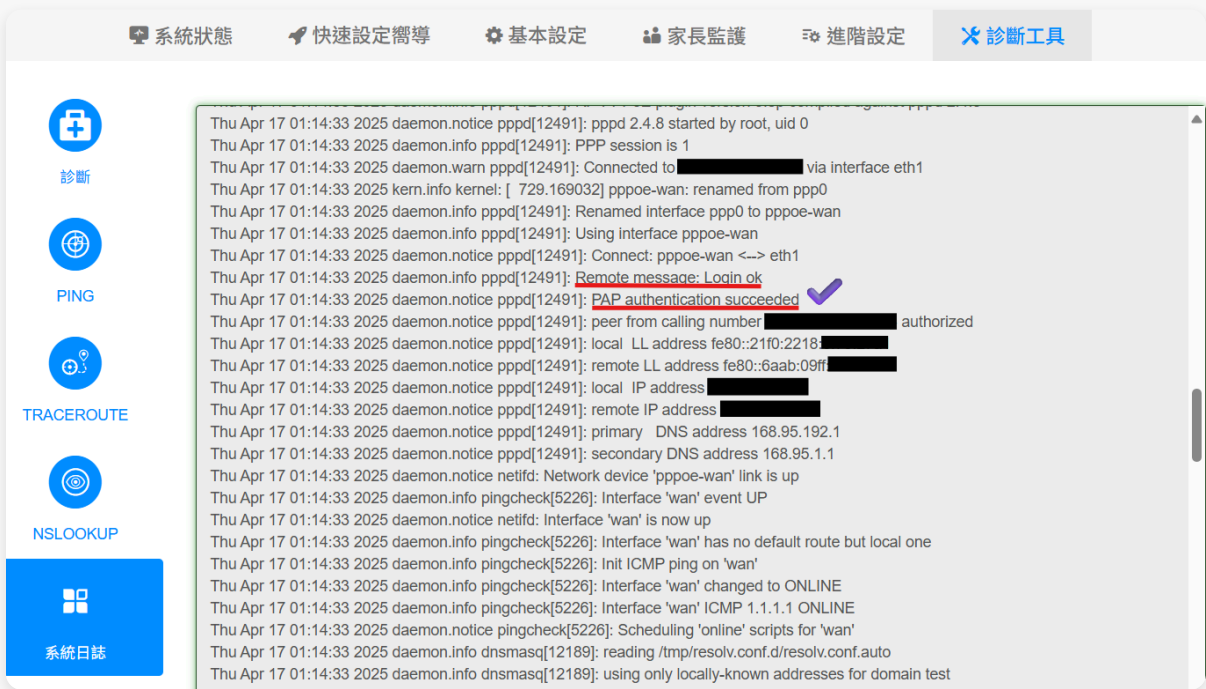 系統狀態
快速設定嚮導
基本設定
家長監護
進階設定
診斷工具
診斷
PING
TRACEROUTE
NSLOOKUP
系統日誌
Thu Apr 17 01:14:33 2025 daemon.notice pppd[12491]: pppd 2.4.8 started by root, uid 0
Thu Apr 17 01:14:33 2025 daemon.info pppd[12491]: PPP session is 1
Thu Apr 17 01:14:33 2025 daemon.warn pppd[12491]: Connected to via interface eth1
Thu Apr 17 01:14:33 2025 kern.info kernel: [ 729.169032] pppoe-wan: renamed from ppp0
Thu Apr 17 01:14:33 2025 daemon.info pppd[12491]: Renamed interface ppp0 to pppoe-wan
Thu Apr 17 01:14:33 2025 daemon.info pppd[12491]: Using interface pppoe-wan
Thu Apr 17 01:14:33 2025 daemon.notice pppd[12491]: Connect: pppoe-wan <--> eth1
Thu Apr 17 01:14:33 2025 daemon.info pppd[12491]: Remote message: Login ok
Thu Apr 17 01:14:33 2025 daemon.notice pppd[12491]: PAP authentication succeeded
Thu Apr 17 01:14:33 2025 daemon.notice pppd[12491]: peer from calling number authorized
Thu Apr 17 01:14:33 2025 daemon.notice pppd[12491]: local LL address fe80::21f0:2218:
Thu Apr 17 01:14:33 2025 daemon.notice pppd[12491]: remote LL address fe80::6aab:09ff:
Thu Apr 17 01:14:33 2025 daemon.notice pppd[12491]: local IP address
Thu Apr 17 01:14:33 2025 daemon.notice pppd[12491]: remote IP address
Thu Apr 17 01:14:33 2025 daemon.notice pppd[12491]: primary DNS address 168.95.192.1
Thu Apr 17 01:14:33 2025 daemon.notice pppd[12491]: secondary DNS address 168.95.1.1
Thu Apr 17 01:14:33 2025 daemon.notice netifd: Network device 'pppoe-wan' link is up
Thu Apr 17 01:14:33 2025 daemon.info pingcheck[5226]: Interface 'wan' event UP
Thu Apr 17 01:14:33 2025 daemon.notice netifd: Interface 'wan' is now up
Thu Apr 17 01:14:33 2025 daemon.info pingcheck[5226]: Interface 'wan' has no default route but local one
Thu Apr 17 01:14:33 2025 daemon.info pingcheck[5226]: Init ICMP ping on 'wan'
Thu Apr 17 01:14:33 2025 daemon.info pingcheck[5226]: Interface 'wan' changed to ONLINE
Thu Apr 17 01:14:33 2025 daemon.info pingcheck[5226]: Interface 'wan' ICMP 1.1.1.1 ONLINE
Thu Apr 17 01:14:33 2025 daemon.notice pingcheck[5226]: Scheduling 'online' scripts for 'wan'
Thu Apr 17 01:14:33 2025 daemon.info dnsmasq[12189]: reading /tmp/resolv.conf.d/resolv.conf.auto
Thu Apr 17 01:14:33 2025 daemon.info dnsmasq[12189]: using only locally-known addresses for domain test